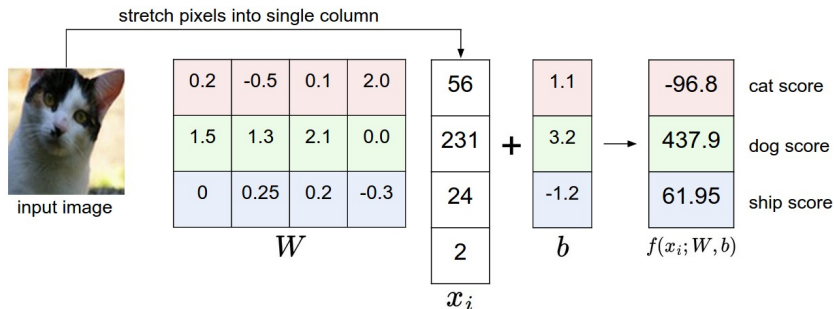 stretch pixels into single column
0.2 -0.5 0.1 2.0 56 1.1 -96.8 cat score
1.5 1.3 2.1 0.0 231 + 3.2 → 437.9 dog score
0 0.25 0.2 -0.3 24 -1.2 61.95 ship score
input image
W 2 b f(x_i; W, b)
x_i